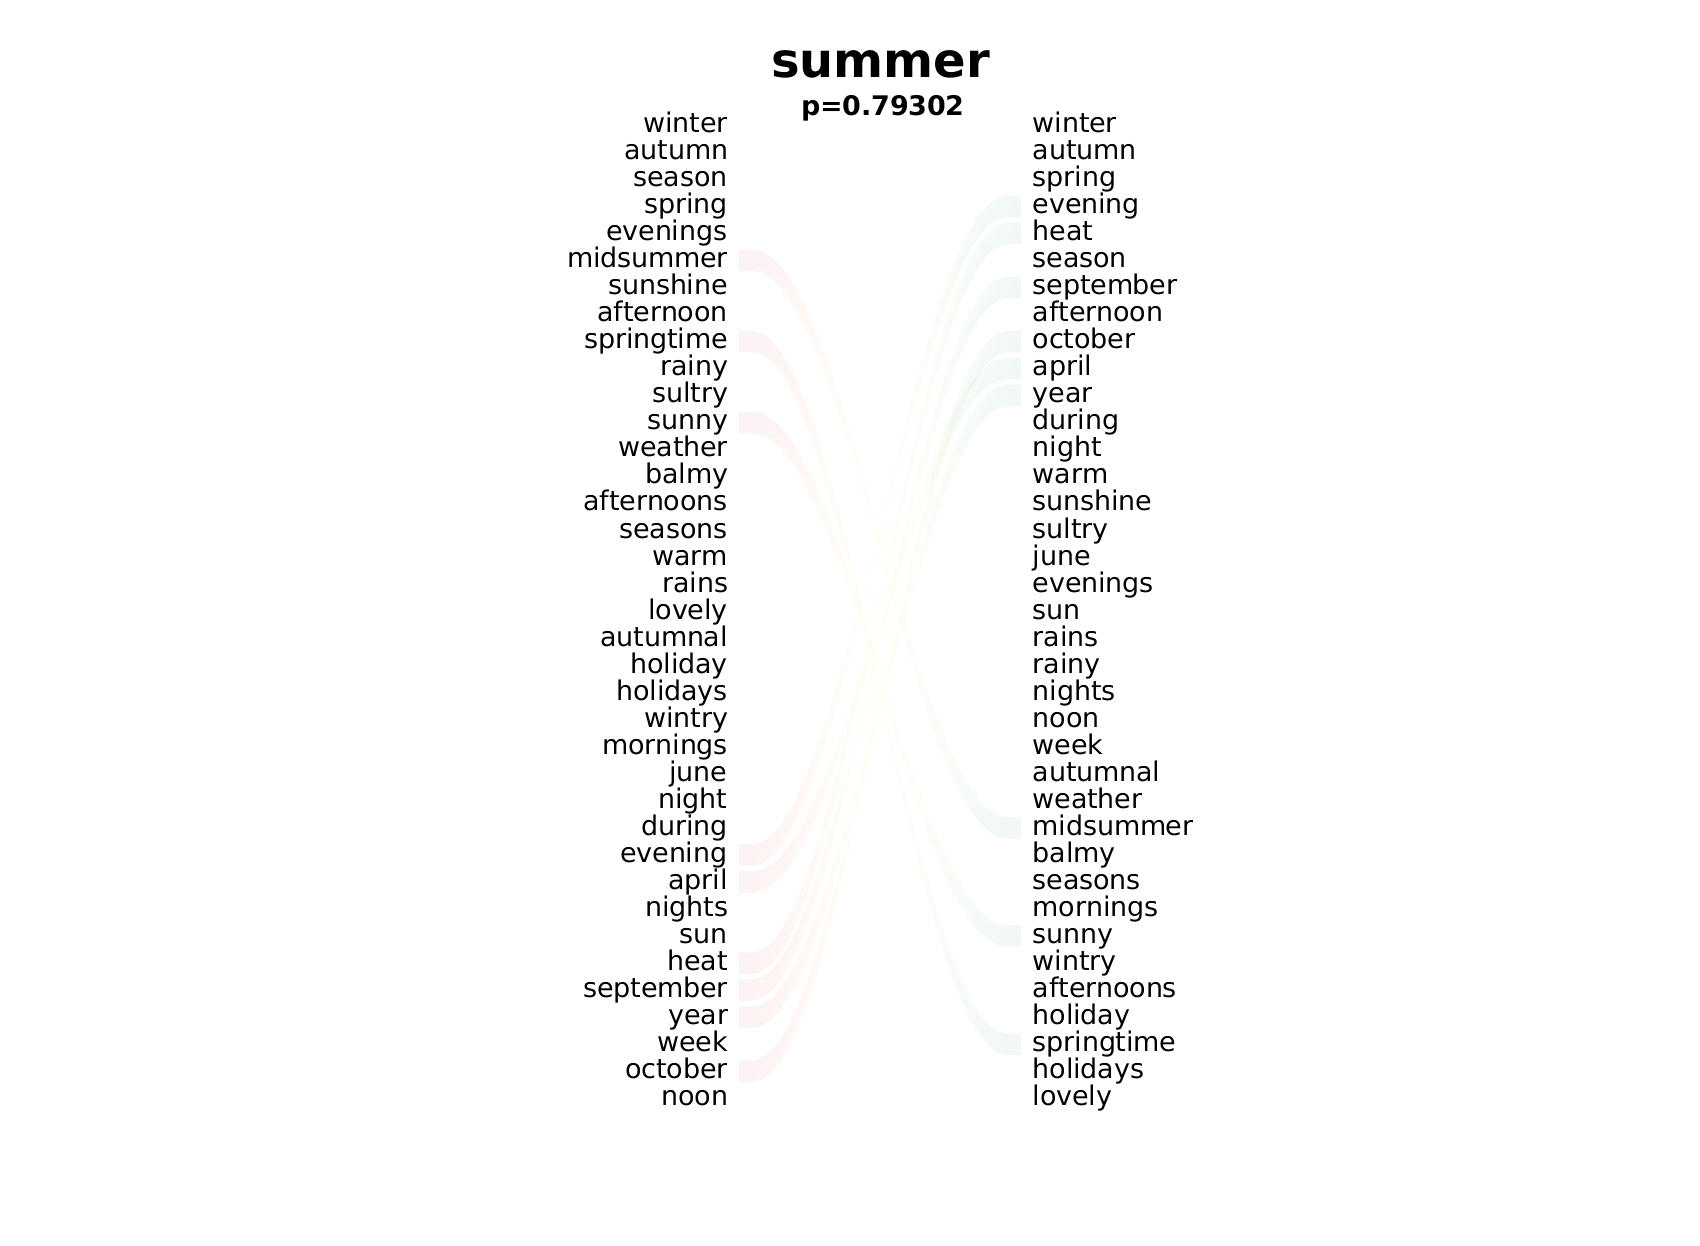 summer
p=0.79302
winter
autumn
season
spring
evenings
midsummer
sunshine
afternoon
springtime
rainy
sultry
sunny
weather
balmy
afternoons
seasons
warm
rains
lovely
autumnal
holiday
holidays
wintry
mornings
june
night
during
evening
april
nights
sun
heat
september
year
week
october
noon
winter
autumn
spring
evening
heat
season
september
afternoon
october
april
year
during
night
warm
sunshine
sultry
june
evenings
sun
rains
rainy
nights
noon
week
autumnal
weather
midsummer
balmy
seasons
mornings
sunny
wintry
afternoons
holiday
springtime
holidays
lovely